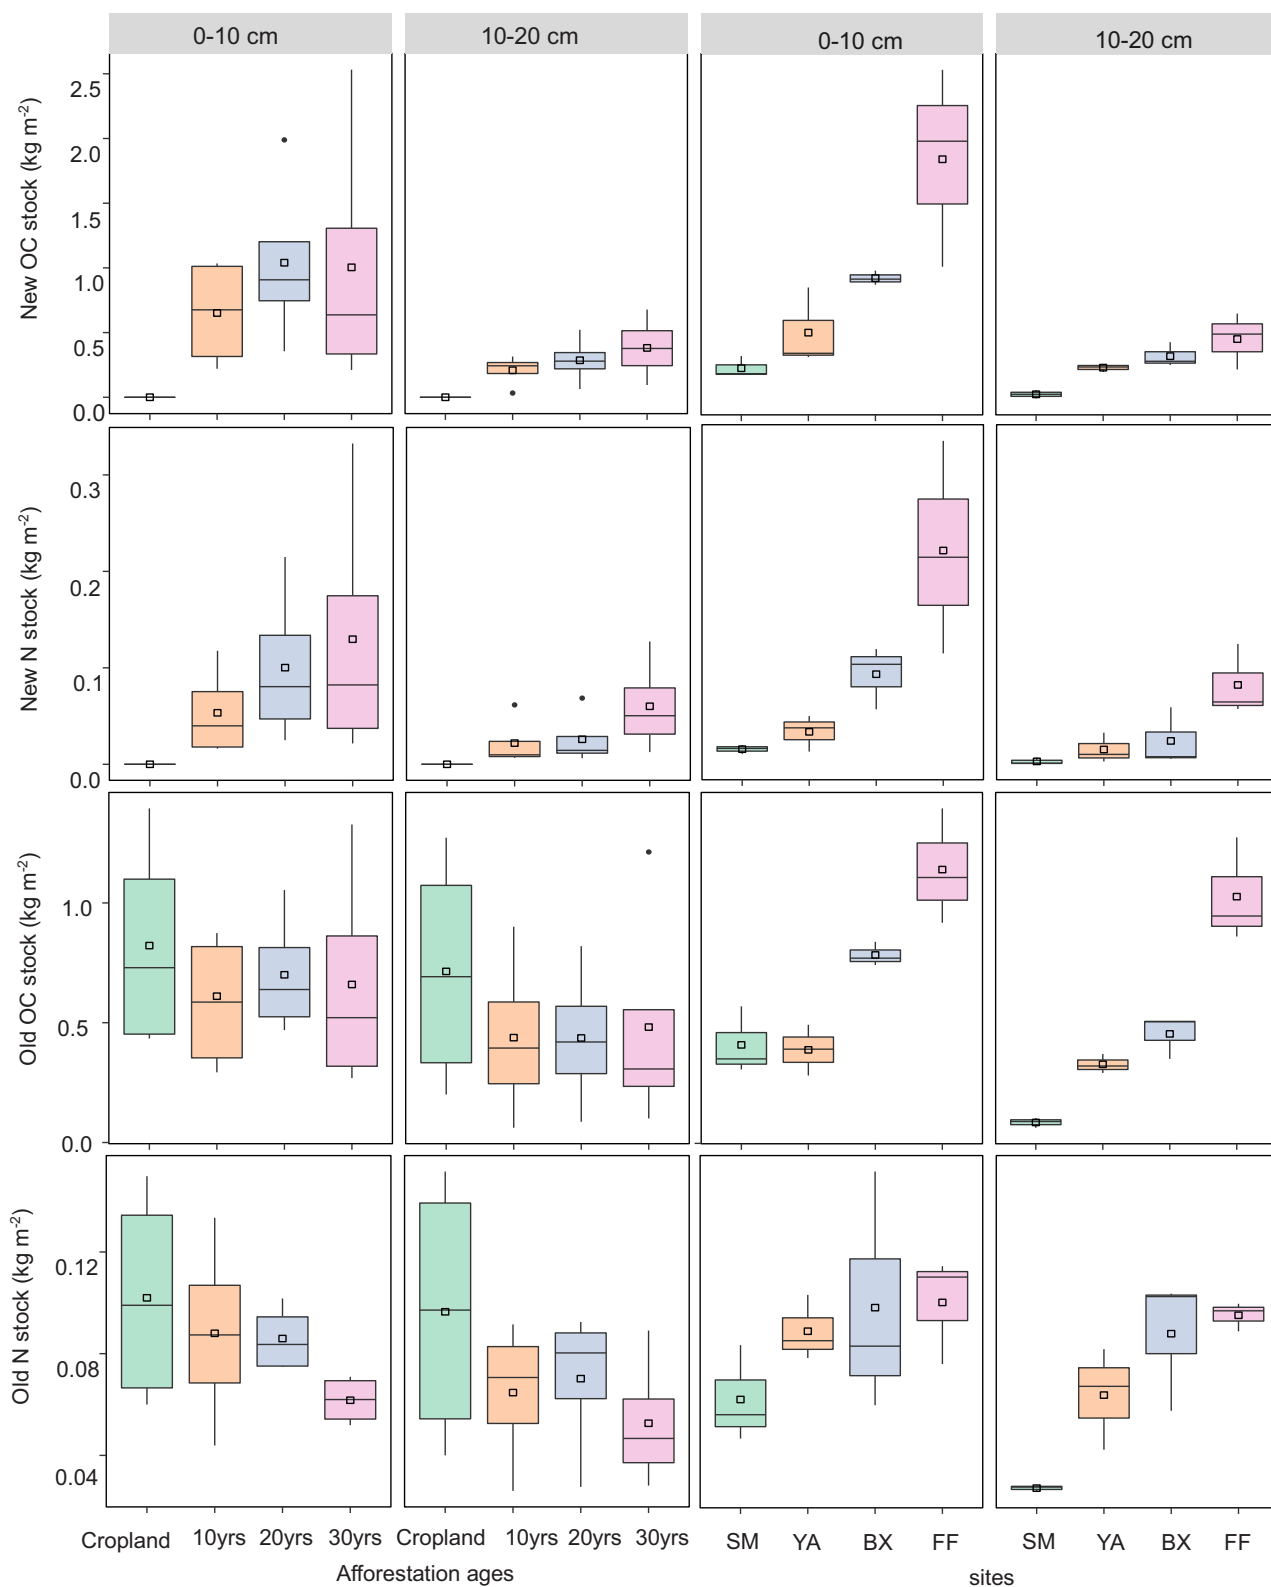 0-10 cm
10-20 cm
0-10 cm
10-20 cm
New OC stock (kg m-2)
2.5
2.0
1.5
1.0
0.5
0.0
New N stock (kg m-2)
0.3
0.2
0.1
0.0
Old OC stock (kg m-2)
1.0
0.5
0.0
Old N stock (kg m-2)
0.12
0.08
0.04
Cropland 10yrs 20yrs 30yrs
Cropland 10yrs 20yrs 30yrs
SM YA BX FF
SM YA BX FF
Afforestation ages
sites